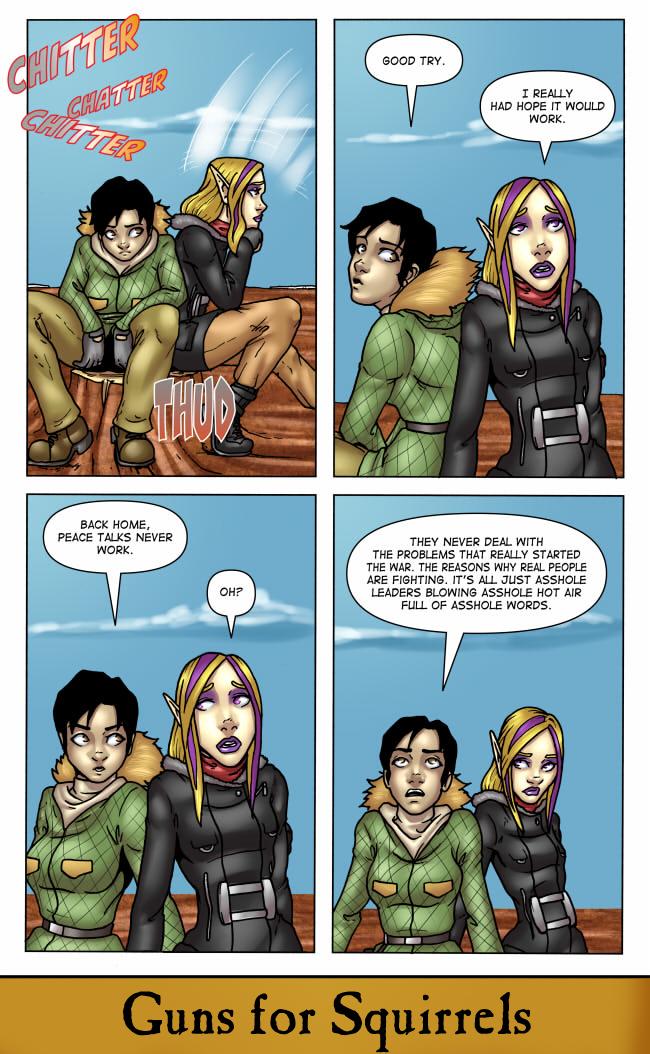 CHITTER
CHATTER
CHITTER
THUD
GOOD TRY.
I REALLY
HAD HOPE IT WOULD
WORK.
BACK HOME,
PEACE TALKS NEVER
WORK.
OH?
THEY NEVER DEAL WITH
THE PROBLEMS THAT REALLY STARTED
THE WAR. THE REASONS WHY REAL PEOPLE
ARE FIGHTING. IT'S ALL JUST ASSHOLE
LEADERS BLOWING ASSHOLE HOT AIR
FULL OF ASSHOLE WORDS.
Guns for Squirrels